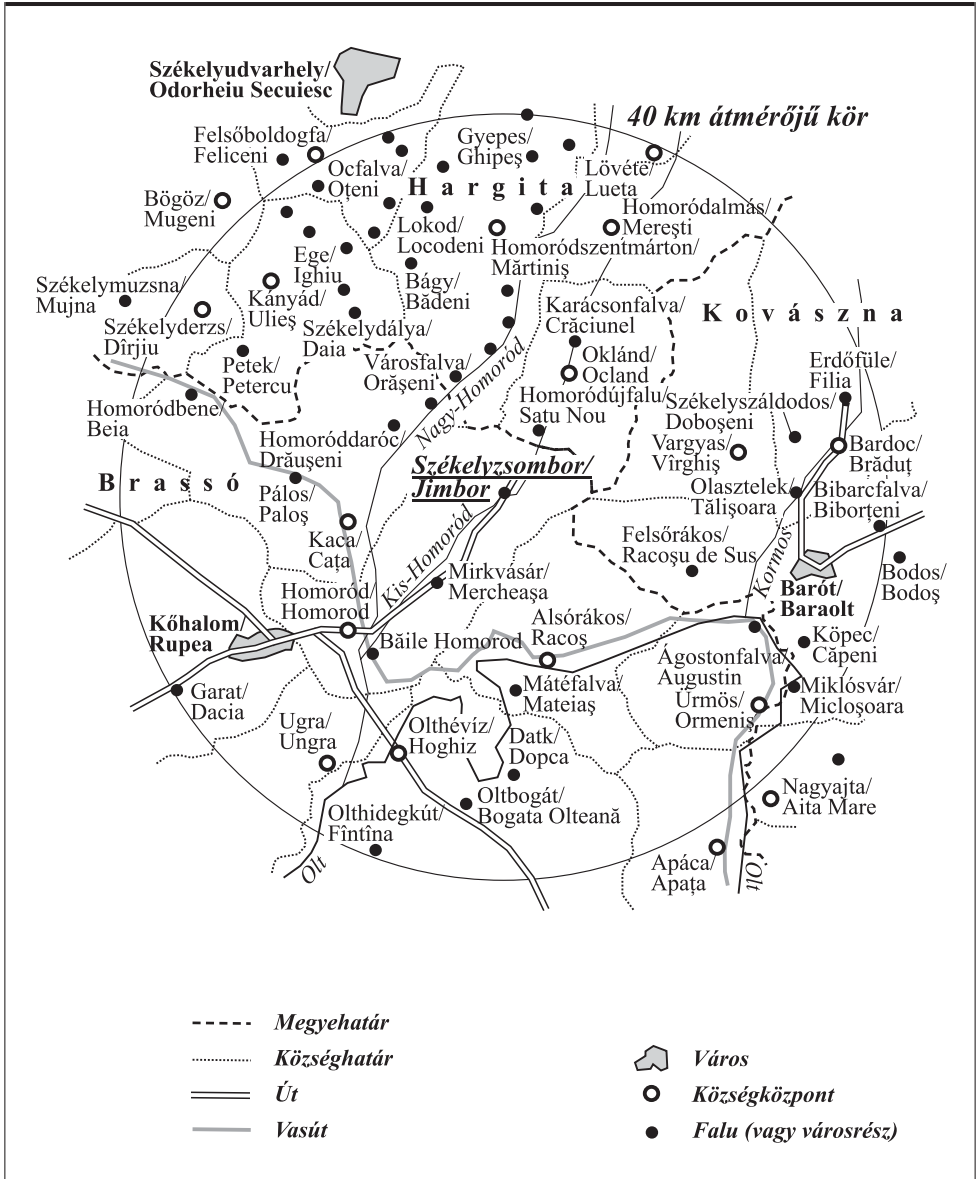 Székelyudvarhely/
Odorheiu Secuiesc
40 km átmérőjű kör
Felsőboldogfa/
Feliceni
Gyepes/
Ghipeş
Ocfalva/
Oţeni
Lövéte/
Lueta
Hargita
Bögöz/
Mugeni
Lokod/
Locodeni
Homoródalmás/
Mereşti
Homoródszentmárton/
Mărtiniş
Ege/
Ighiu
Bágy/
Bădeni
Székelymuzsna/
Mujna
Kányád/
Ulieş
Karácsonfalva/
Crăciunel
Kovászna
Székelyderzs/
Dîrjiu
Székelydálya/
Daia
Petek/
Petercu
Városfalva/
Orăşeni
Nagy-Homoród
Oklánd/
Ocland
Erdőfüle/
Filia
Homoródújfalu/
Satu Nou
Székelyszáldodos/
Doboşeni
Homoródbene/
Beia
Homoróddaróc/
Drăuşeni
Vargyas/
Vîrghiş
Bardoc/
Brăduţ
Brassó
Székelyzsombor/
Jimbor
Pálos/
Paloş
Olasztelek/
Tălişoara
Bibarcfalva/
Biborţeni
Kaca/
Caţa
Kis-Homoród
Felsőrákos/
Racoşu de Sus
Kormos
Mirkvásár/
Mercheaşa
Bodos/
Bodoş
Barót/
Baraolt
Homoród/
Homorod
Alsórákos/
Racoş
Kőhalom/
Rupea
Băile Homorod
Köpec/
Căpeni
Ágostonfalva/
Augustin
Garat/
Dacia
Mátéfalva/
Mateiaş
Miklósvár/
Micloşoara
Ürmös/
Ormeniş
Ugra/
Ungra
Olthévíz/
Hoghiz
Datk/
Dopca
Nagyajta/
Aita Mare
Oltbogát/
Bogata Olteană
Olthidegkút/
Fîntîna
Olt
Apáca/
Apaţa
Olt
Megyehatár
Községhatár
Út
Vasút
Város
Községközpont
Falu (vagy városrész)